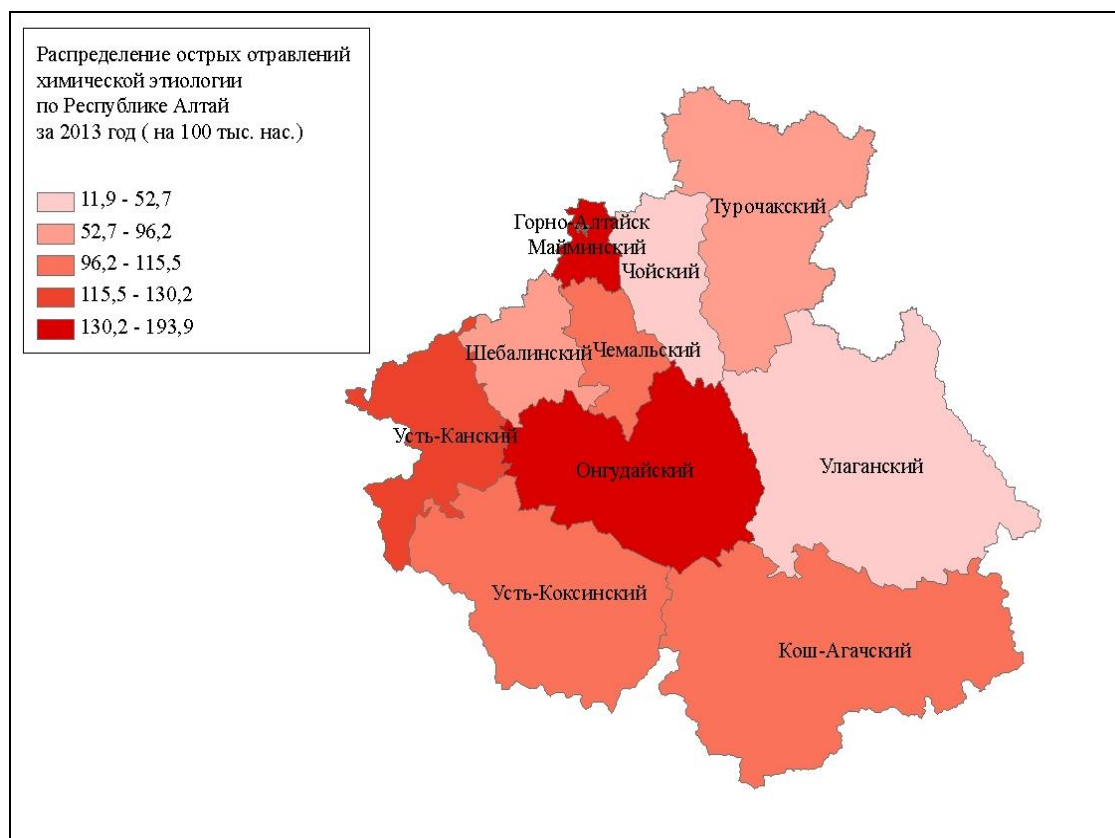 Распределение острых отравлений
химической этиологии
по Республике Алтай
за 2013 год ( на 100 тыс. нас.)
11,9 - 52,7
52,7 - 96,2
96,2 - 115,5
115,5 - 130,2
130,2 - 193,9
Турочакский
Горно-Алтайск
Майминский
Чойский
Шебалинский
Чемальский
Усть-Канский
Онгудайский
Улаганский
Усть-Коксинский
Кош-Агачский